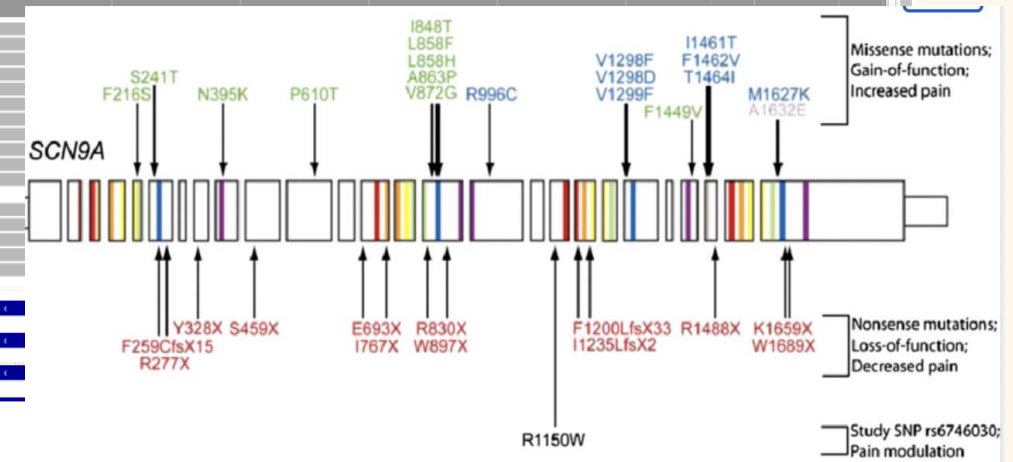 I848T
L858F
L858H
A863P
V872G
S241T
F216S
N395K
P610T
R996C
V1298F
V1298D
V1299F
I1461T
F1462V
T1464I
F1449V
M1627K
A1632E
Missense mutations;
Gain-of-function;
Increased pain
SCN9A
Y328X
S459X
F259CfsX15
R277X
E693X
I767X
R830X
W897X
F1200LfsX33
I1235LfsX2
R1488X
K1659X
W1689X
Nonsense mutations;
Loss-of-function;
Decreased pain
R1150W
Study SNP rs6746030;
Pain modulation